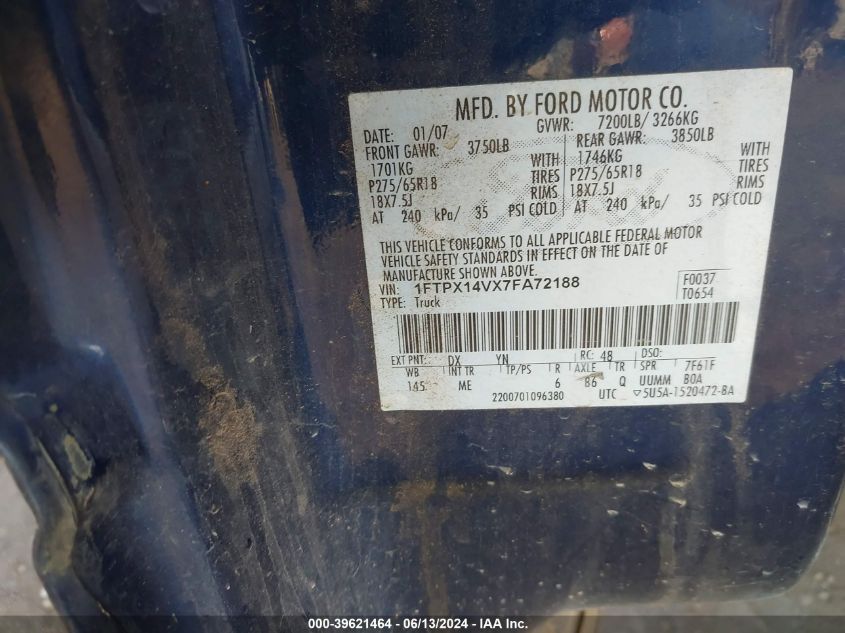 MFD. BY FORD MOTOR CO.
DATE: 01/07 GVWR: 7200LB/ 3266KG
FRONT GAWR: 3750LB REAR GAWR: 3850LB
1701KG WITH 1746KG WITH
P275/65R18 TIRES P275/65R18 TIRES
18X7.5J RIMS 18X7.5J RIMS
AT 240 kPa/ 35 PSI COLD AT 240 kPa/ 35 PSI COLD
THIS VEHICLE CONFORMS TO ALL APPLICABLE FEDERAL MOTOR
VEHICLE SAFETY STANDARDS IN EFFECT ON THE DATE OF
MANUFACTURE SHOWN ABOVE.
VIN: 1FTPX14VX7FA72188 F0037
TYPE: Truck T0654
EXT PNT: DX YN RC: 48 DSO:
WB INT TR TP/PS R AXLE TR SPR 7F61F
145 ME 6 B6 Q UUMM BOA
2200701096380 UTC ▽5U5A-1520472-BA
000-39621464 - 06/13/2024 - IAA Inc.